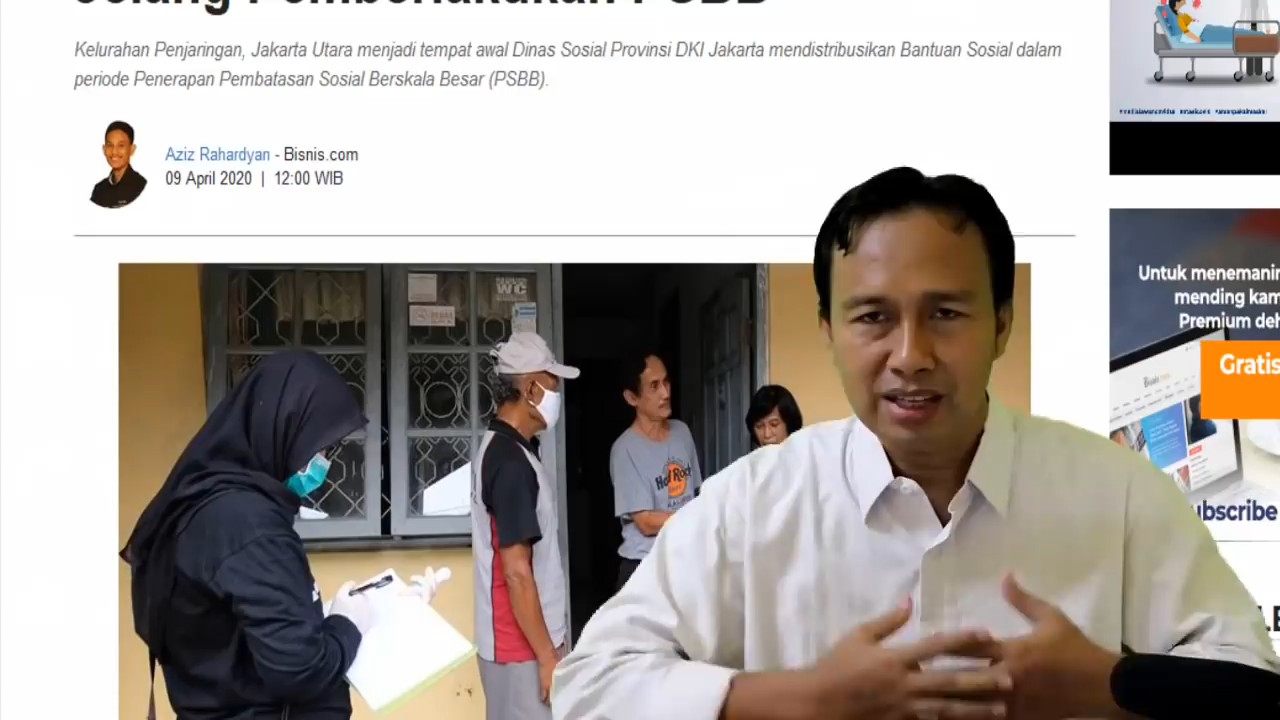 Kelurahan Penjaringan, Jakarta Utara menjadi tempat awal Dinas Sosial Provinsi DKI Jakarta mendistribusikan Bantuan Sosial dalam
periode Penerapan Pembatasan Sosial Berskala Besar (PSBB).
Aziz Rahardyan - Bisnis.com
09 April 2020 | 12:00 WIB
WC
Hard Rock
Untuk menemanin
mending kam
Premium deh
Gratis
ubscribe